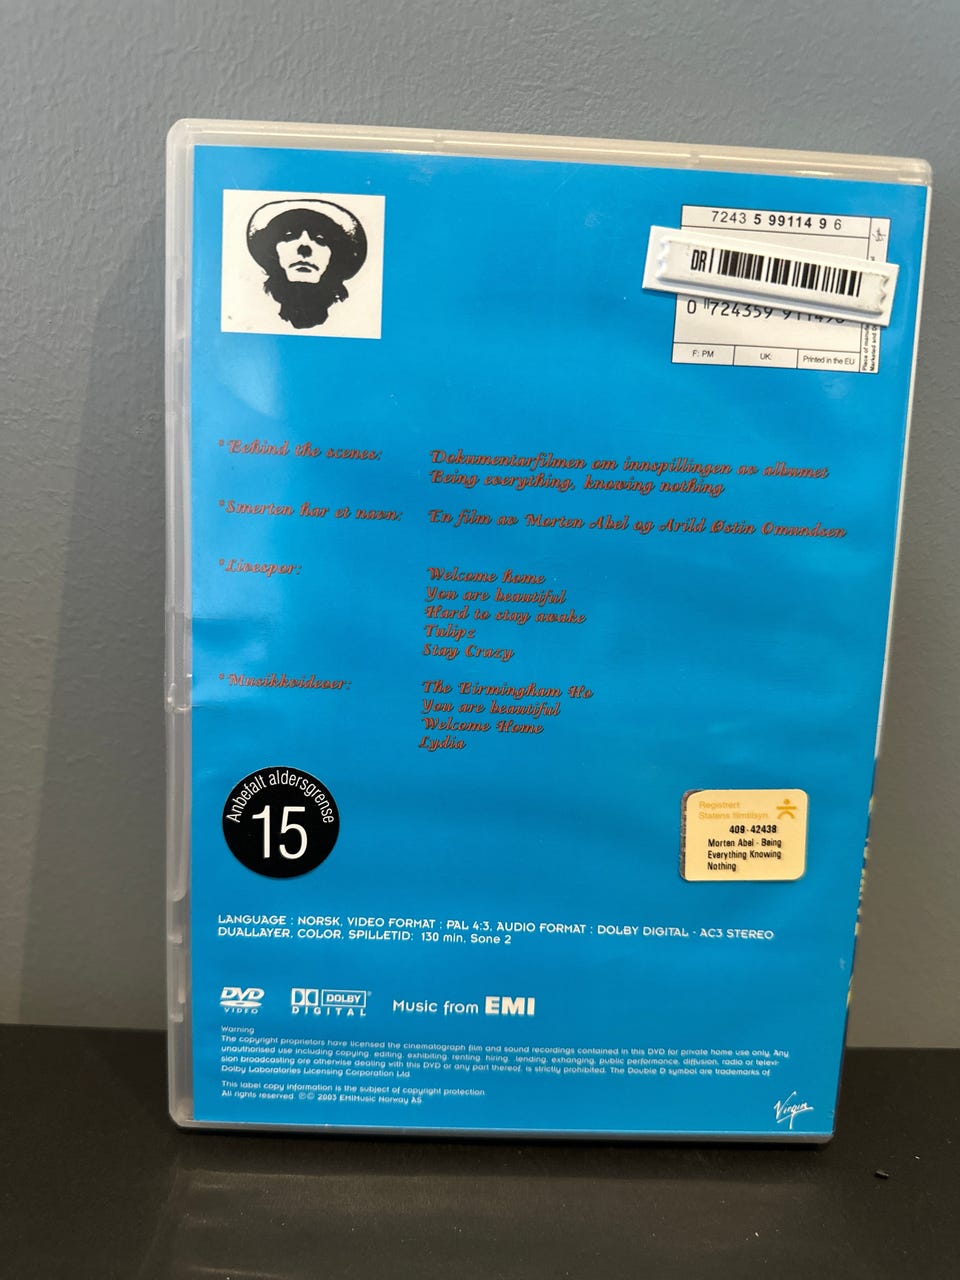 7243 5 99114 9 6
DR
0 724359 911496
F: PM
UK:
Printed in the EU
*Behind the scenes: Dokumentarfilmen om innspillingen av albumet
Being everything, knowing nothing
*Smerten har et navn: En film av Morten Abel og Arild Østin Omundsen
*Livespor: Welcome home
You are beautiful
Hard to stay awake
Tulipz
Stay Crazy
*Musikkvideoer: The Birmingham Ho
You are beautiful
Welcome Home
Lydia
Anbefalt aldersgrense
15
Registrert
Statens filmtilsyn
409-42438
Morten Abel - Being
Everything Knowing
Nothing
LANGUAGE : NORSK, VIDEO FORMAT : PAL 4:3, AUDIO FORMAT : DOLBY DIGITAL - AC3 STEREO
DUALLAYER, COLOR, SPILLETID: 130 min, Sone 2
DVD
VIDEO
DOLBY
DIGITAL
Music from EMI
Warning
The copyright proprietors have licensed the cinematograph film and sound recordings contained in this DVD for private home use only. Any
unauthorised use including copying, editing, exhibiting, renting, hiring, lending, exhanging, public performance, diffusion, radio or televi-
sion broadcasting are otherwise dealing with this DVD or any part thereof, is strictly prohibited. The Double D symbol are trademarks of
Dolby Laboratories Licensing Corporation Ltd
This label copy information is the subject of copyright protection.
All rights reserved. ℗© 2003 EMIMusic Norway AS
Virgin